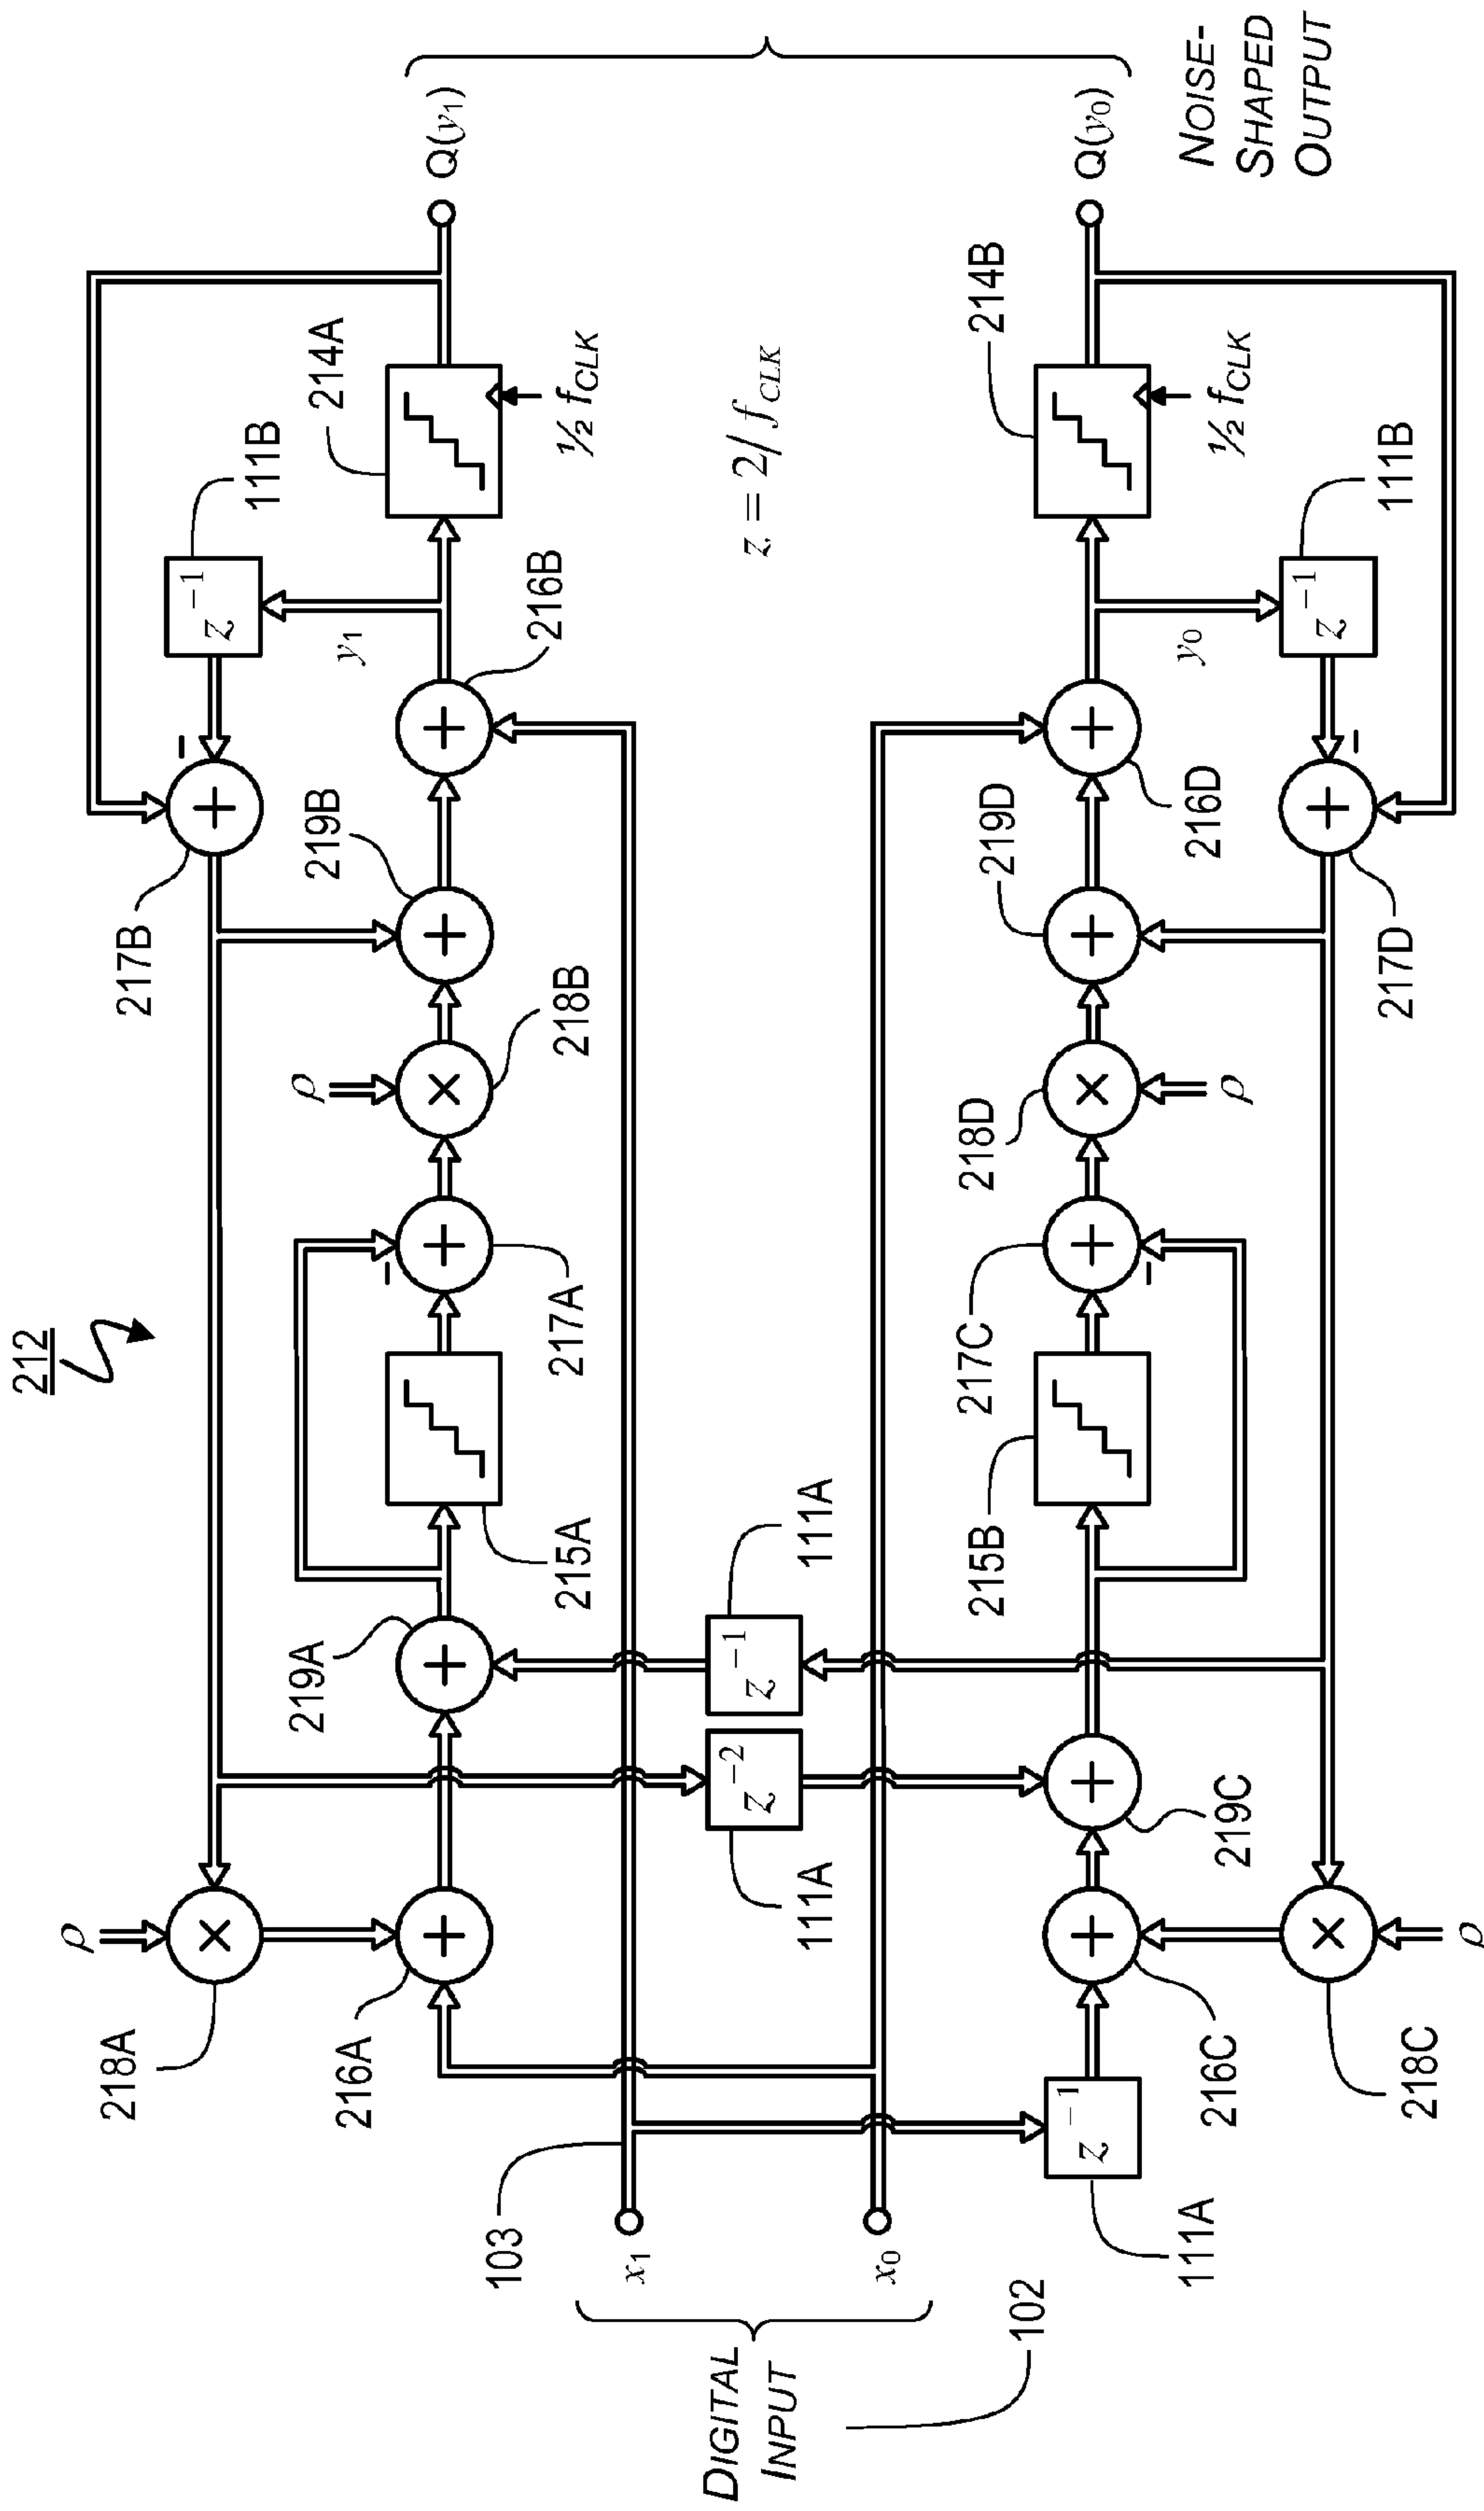 212
217B
111B
z⁻¹
−
ρ
218A
ρ
218B
219B
214A
Q(y₁)
y₁
216B
½ fCLK
219A
215A
217A
−
216A
103
x₁
DIGITAL
INPUT
102
x₀
111A
z⁻²
111A
z⁻¹
z = 2/ fCLK
215B
217C
−
218D
ρ
219D
216D
214B
Q(y₀)
y₀
½ fCLK
NOISE-
SHAPED
OUTPUT
111A
z⁻¹
216C
219C
218C
ρ
217D
−
z⁻¹
111B